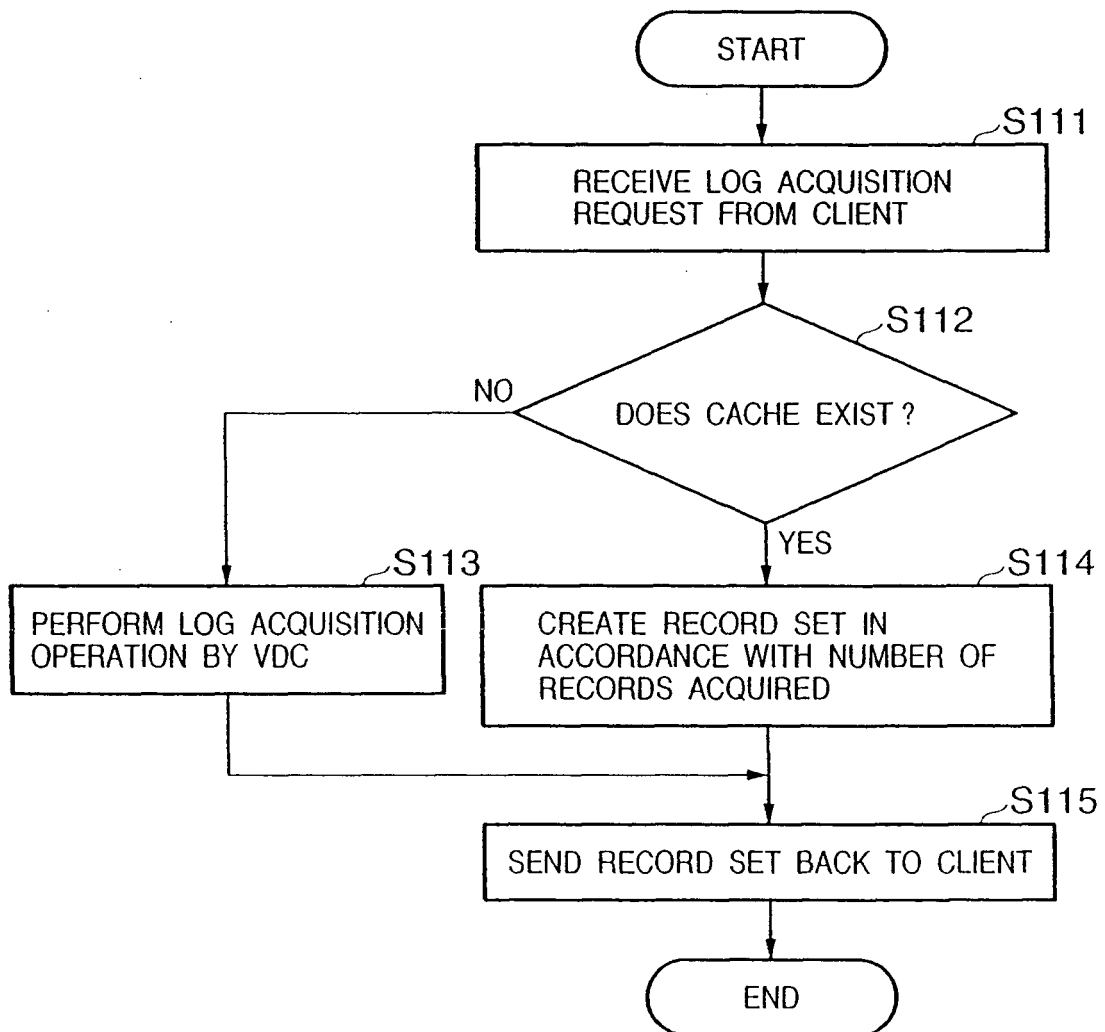 START
S111
RECEIVE LOG ACQUISITION
REQUEST FROM CLIENT
S112
DOES CACHE EXIST ?
NO
YES
S113
PERFORM LOG ACQUISITION
OPERATION BY VDC
S114
CREATE RECORD SET IN
ACCORDANCE WITH NUMBER OF
RECORDS ACQUIRED
S115
SEND RECORD SET BACK TO CLIENT
END